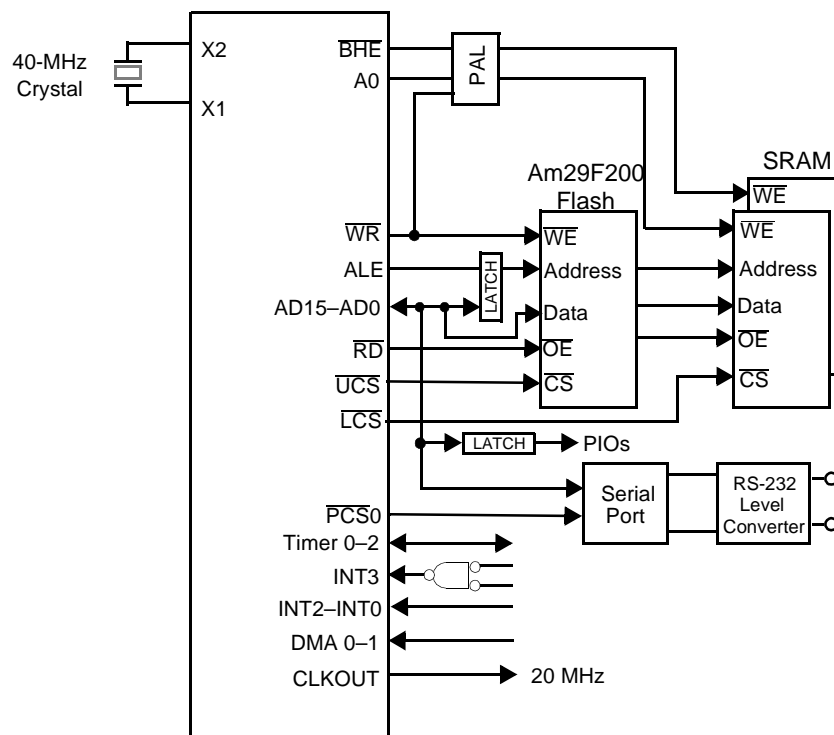 40-MHz
Crystal
X2
X1
BHE
A0
PAL
SRAM
WE
Am29F200
Flash
WR
WE
WE
ALE
LATCH
Address
Address
AD15–AD0
Data
Data
RD
OE
OE
UCS
CS
CS
LCS
LATCH
PIOs
Serial
Port
RS-232
Level
Converter
PCS0
Timer 0–2
INT3
INT2–INT0
DMA 0–1
CLKOUT
20 MHz